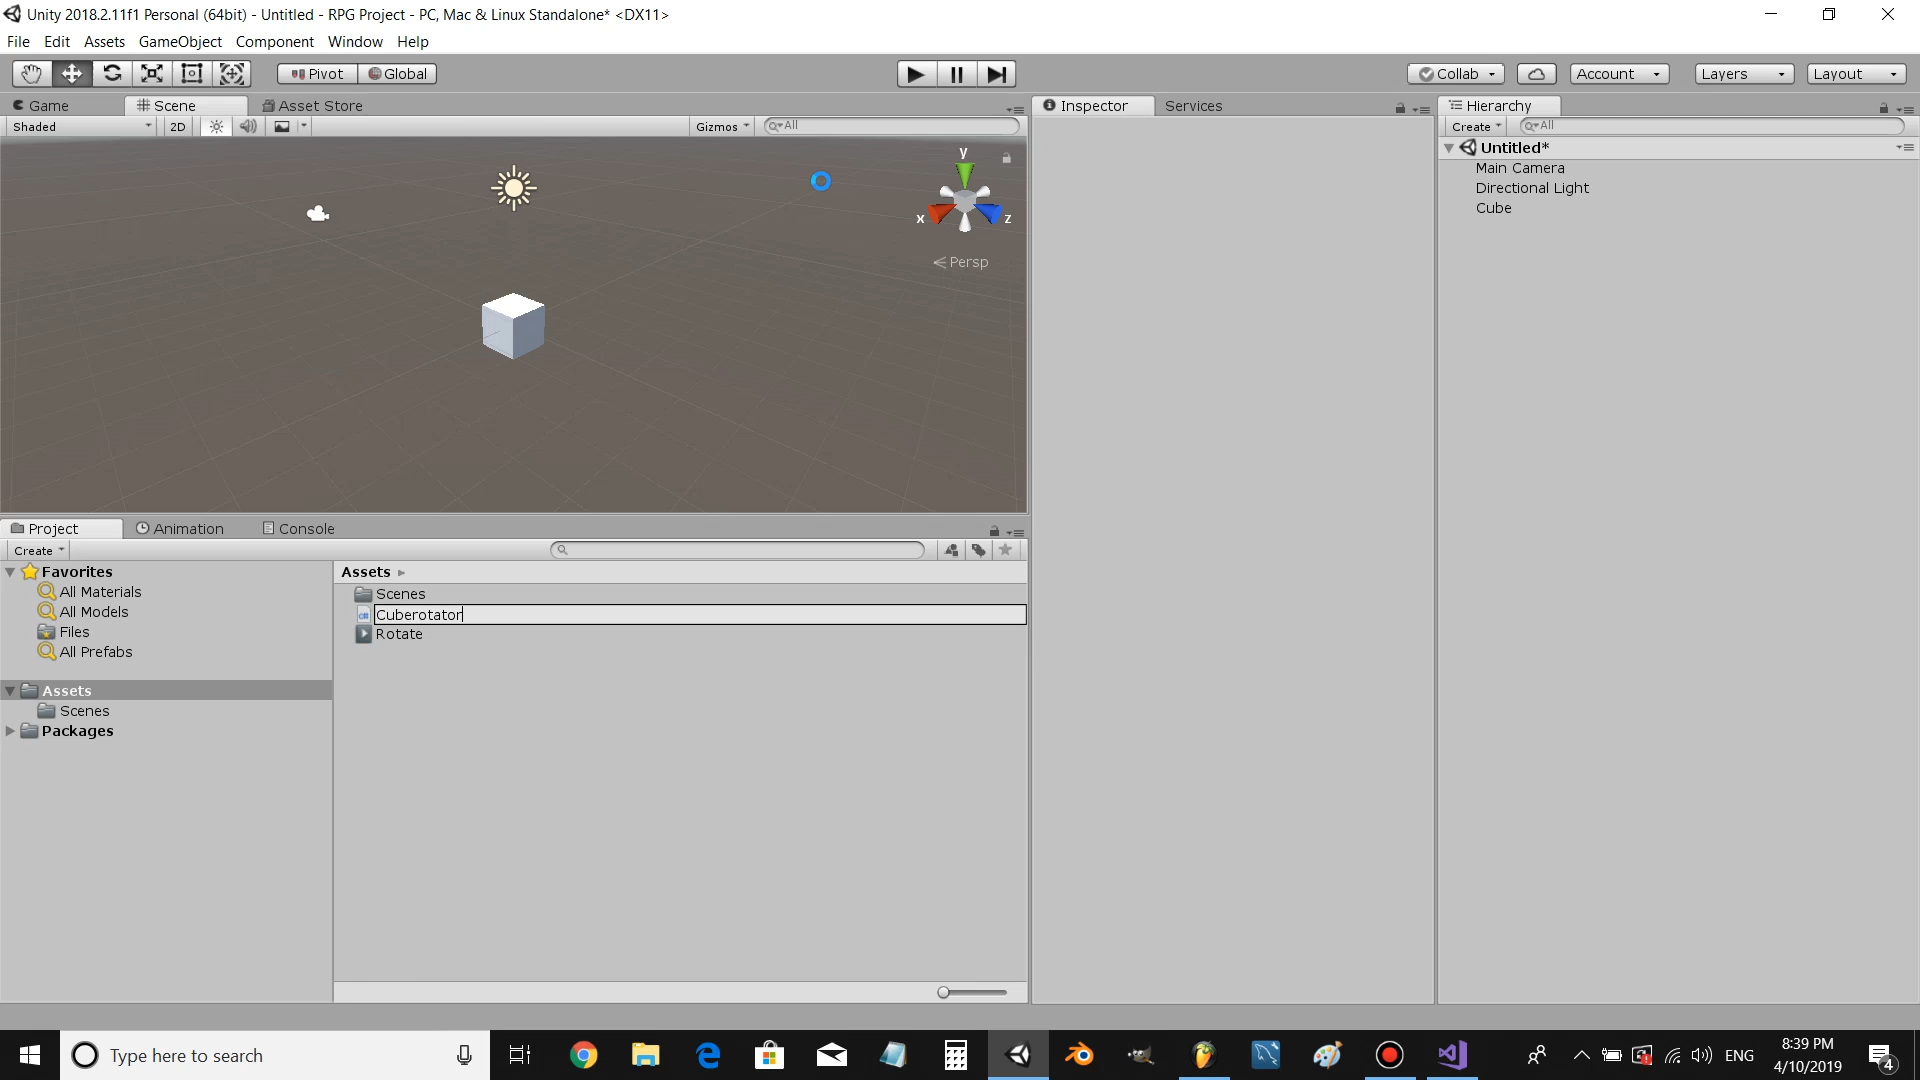 Unity 2018.2.11f1 Personal (64bit) - Untitled - RPG Project - PC, Mac & Linux Standalone* <DX11>
File Edit Assets GameObject Component Window Help
Pivot Global Collab Account Layers Layout
Game Scene Asset Store Inspector Services Hierarchy
Shaded 2D Gizmos All Create All
Untitled*
Main Camera
Directional Light
Cube
y
x
z
Persp
Project Animation Console
Create
Favorites
All Materials
All Models
Files
All Prefabs
Assets
Scenes
Packages
Assets
Scenes
Cuberotator
Rotate
Type here to search
ENG
8:39 PM
4/10/2019
4